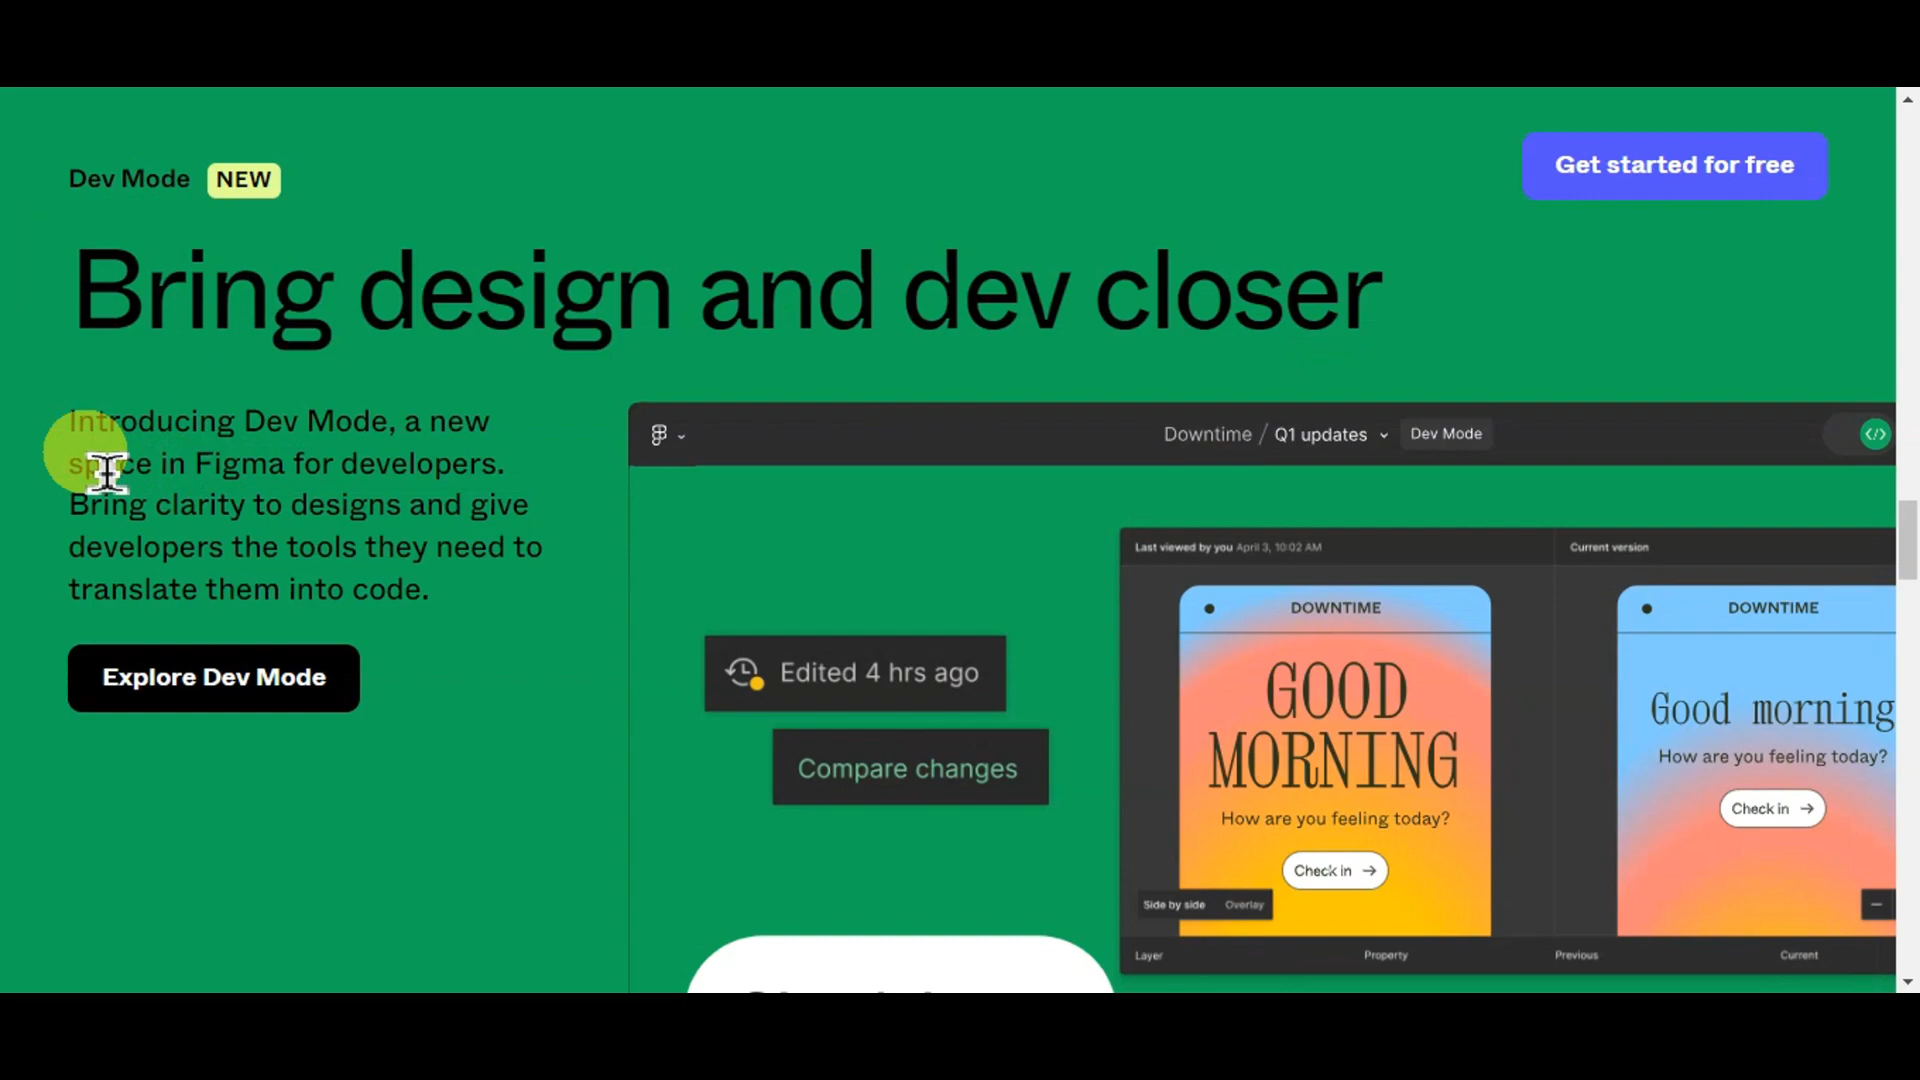 Dev Mode NEW
Get started for free
Bring design and dev closer
Introducing Dev Mode, a new
space in Figma for developers.
Bring clarity to designs and give
developers the tools they need to
translate them into code.
Explore Dev Mode
Downtime / Q1 updates Dev Mode
Last viewed by you April 3, 10:02 AM
Current version
DOWNTIME
GOOD
MORNING
How are you feeling today?
Check in →
DOWNTIME
Good morning
How are you feeling today?
Check in →
Edited 4 hrs ago
Compare changes
Side by side Overlay
Layer Property Previous Current